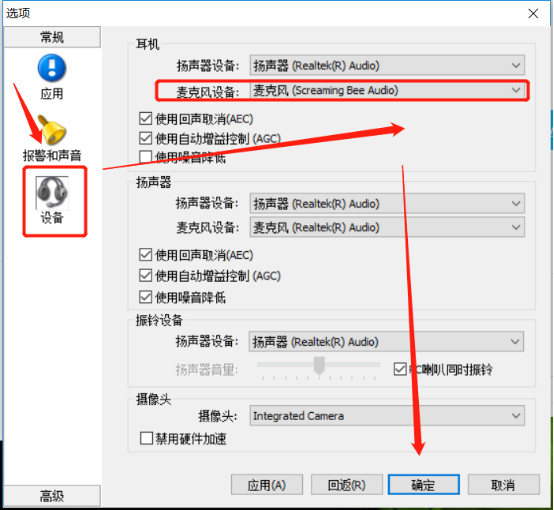 选项
常规
应用
报警和声音
设备
高级
耳机
扬声器设备: 扬声器 (Realtek(R) Audio)
麦克风设备: 麦克风 (Screaming Bee Audio)
使用回声取消(AEC)
使用自动增益控制 (AGC)
使用噪音降低
扬声器
扬声器设备: 扬声器 (Realtek(R) Audio)
麦克风设备: 麦克风 (Realtek(R) Audio)
使用回声取消(AEC)
使用自动增益控制 (AGC)
使用噪音降低
振铃设备
扬声器设备: 扬声器 (Realtek(R) Audio)
扬声器音量: PC喇叭同时振铃
摄像头
摄像头: Integrated Camera
禁用硬件加速
应用(A) 回返(R) 确定 取消